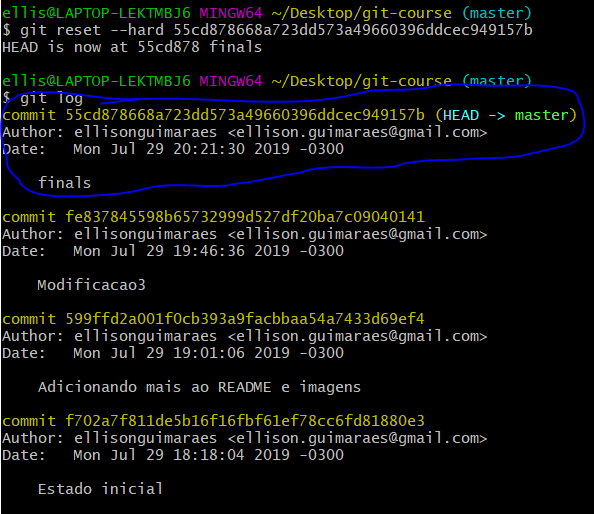 ellis@LAPTOP-LEKTMBJ6 MINGW64 ~/Desktop/git-course (master)
$ git reset --hard 55cd878668a723dd573a49660396ddcec949157b
HEAD is now at 55cd878 finals
ellis@LAPTOP-LEKTMBJ6 MINGW64 ~/Desktop/git-course (master)
$ git log
commit 55cd878668a723dd573a49660396ddcec949157b (HEAD -> master)
Author: ellisonguimaraes <ellison.guimaraes@gmail.com>
Date:   Mon Jul 29 20:21:30 2019 -0300
finals
commit fe837845598b65732999d527df20ba7c09040141
Author: ellisonguimaraes <ellison.guimaraes@gmail.com>
Date:   Mon Jul 29 19:46:36 2019 -0300
Modificacao3
commit 599ffd2a001f0cb393a9facbbaa54a7433d69ef4
Author: ellisonguimaraes <ellison.guimaraes@gmail.com>
Date:   Mon Jul 29 19:01:06 2019 -0300
Adicionando mais ao README e imagens
commit f702a7f811de5b16f16fbf61ef78cc6fd81880e3
Author: ellisonguimaraes <ellison.guimaraes@gmail.com>
Date:   Mon Jul 29 18:18:04 2019 -0300
Estado inicial